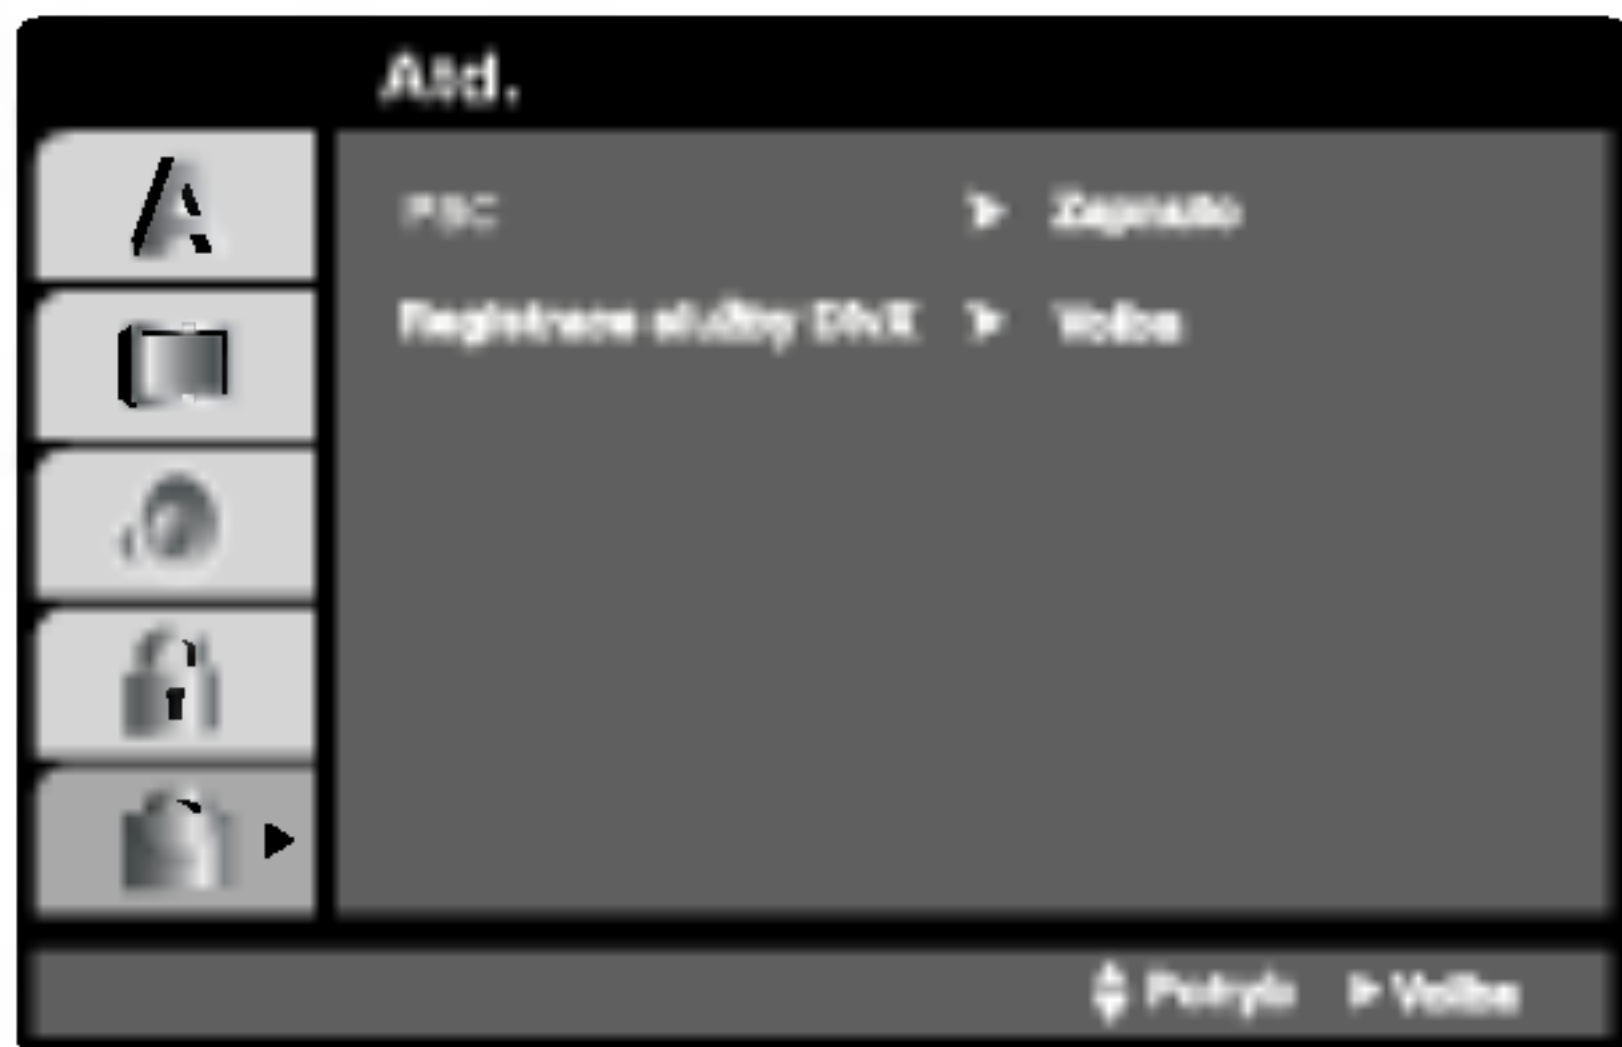 Atd.
PBC ► Zapnuto
Registrace služby DivX ► Volba
Pohyb ► Volba